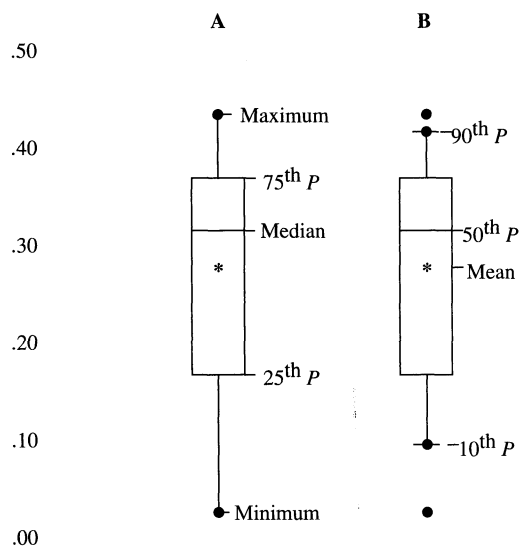 A B
.50
Maximum
90th P
.40
75th P
Median
50th P
.30
*
*
Mean
.20
25th P
.10
10th P
Minimum
.00